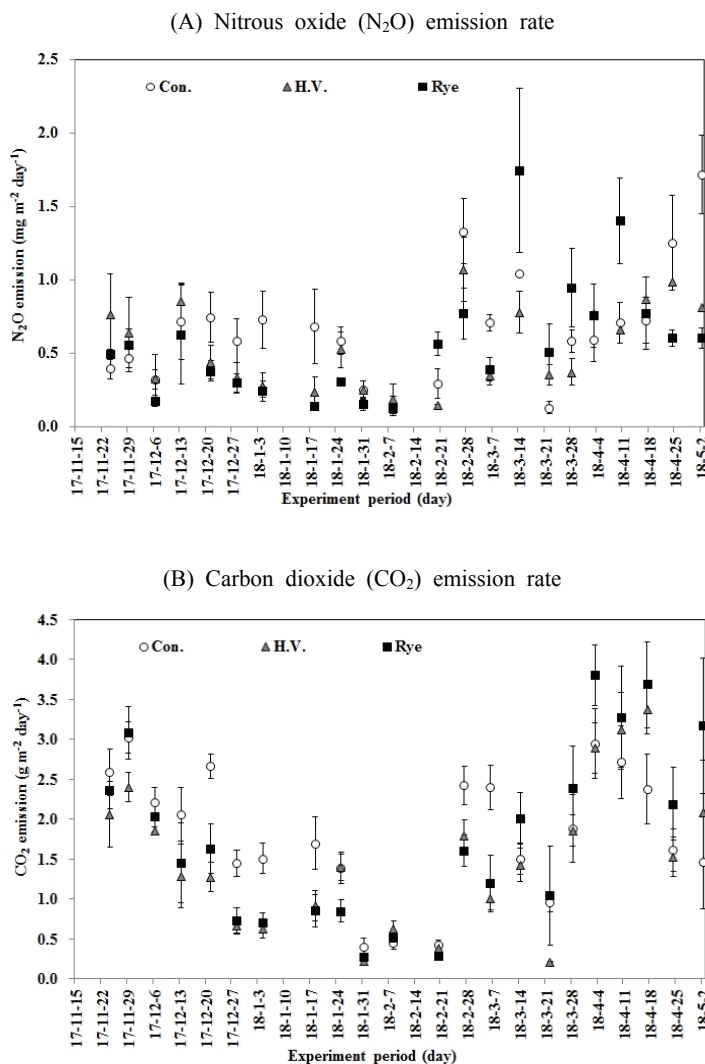 (A) Nitrous oxide (N₂O) emission rate
2.5
2.0
1.5
1.0
0.5
0.0
N₂O emission (mg m⁻² day⁻¹)
Con. H.V. Rye
17-11-15 17-11-22 17-11-29 17-12-6 17-12-13 17-12-20 17-12-27 18-1-3 18-1-10 18-1-17 18-1-24 18-1-31 18-2-7 18-2-14 18-2-21 18-2-28 18-3-7 18-3-14 18-3-21 18-3-28 18-4-4 18-4-11 18-4-18 18-4-25 18-5-2
Experiment period (day)
(B) Carbon dioxide (CO₂) emission rate
4.5
4.0
3.5
3.0
2.5
2.0
1.5
1.0
0.5
0.0
CO₂ emission (g m⁻² day⁻¹)
Con. H.V. Rye
17-11-15 17-11-22 17-11-29 17-12-6 17-12-13 17-12-20 17-12-27 18-1-3 18-1-10 18-1-17 18-1-24 18-1-31 18-2-7 18-2-14 18-2-21 18-2-28 18-3-7 18-3-14 18-3-21 18-3-28 18-4-4 18-4-11 18-4-18 18-4-25 18-5-2
Experiment period (day)